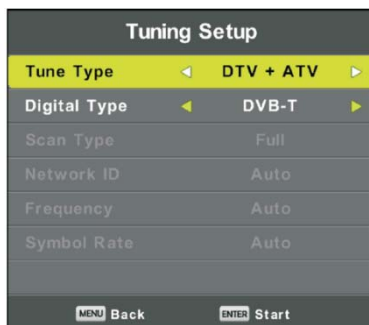 Tuning Setup
Tune Type DTV + ATV
Digital Type DVB-T
Scan Type Full
Network ID Auto
Frequency Auto
Symbol Rate Auto
MENU Back ENTER Start